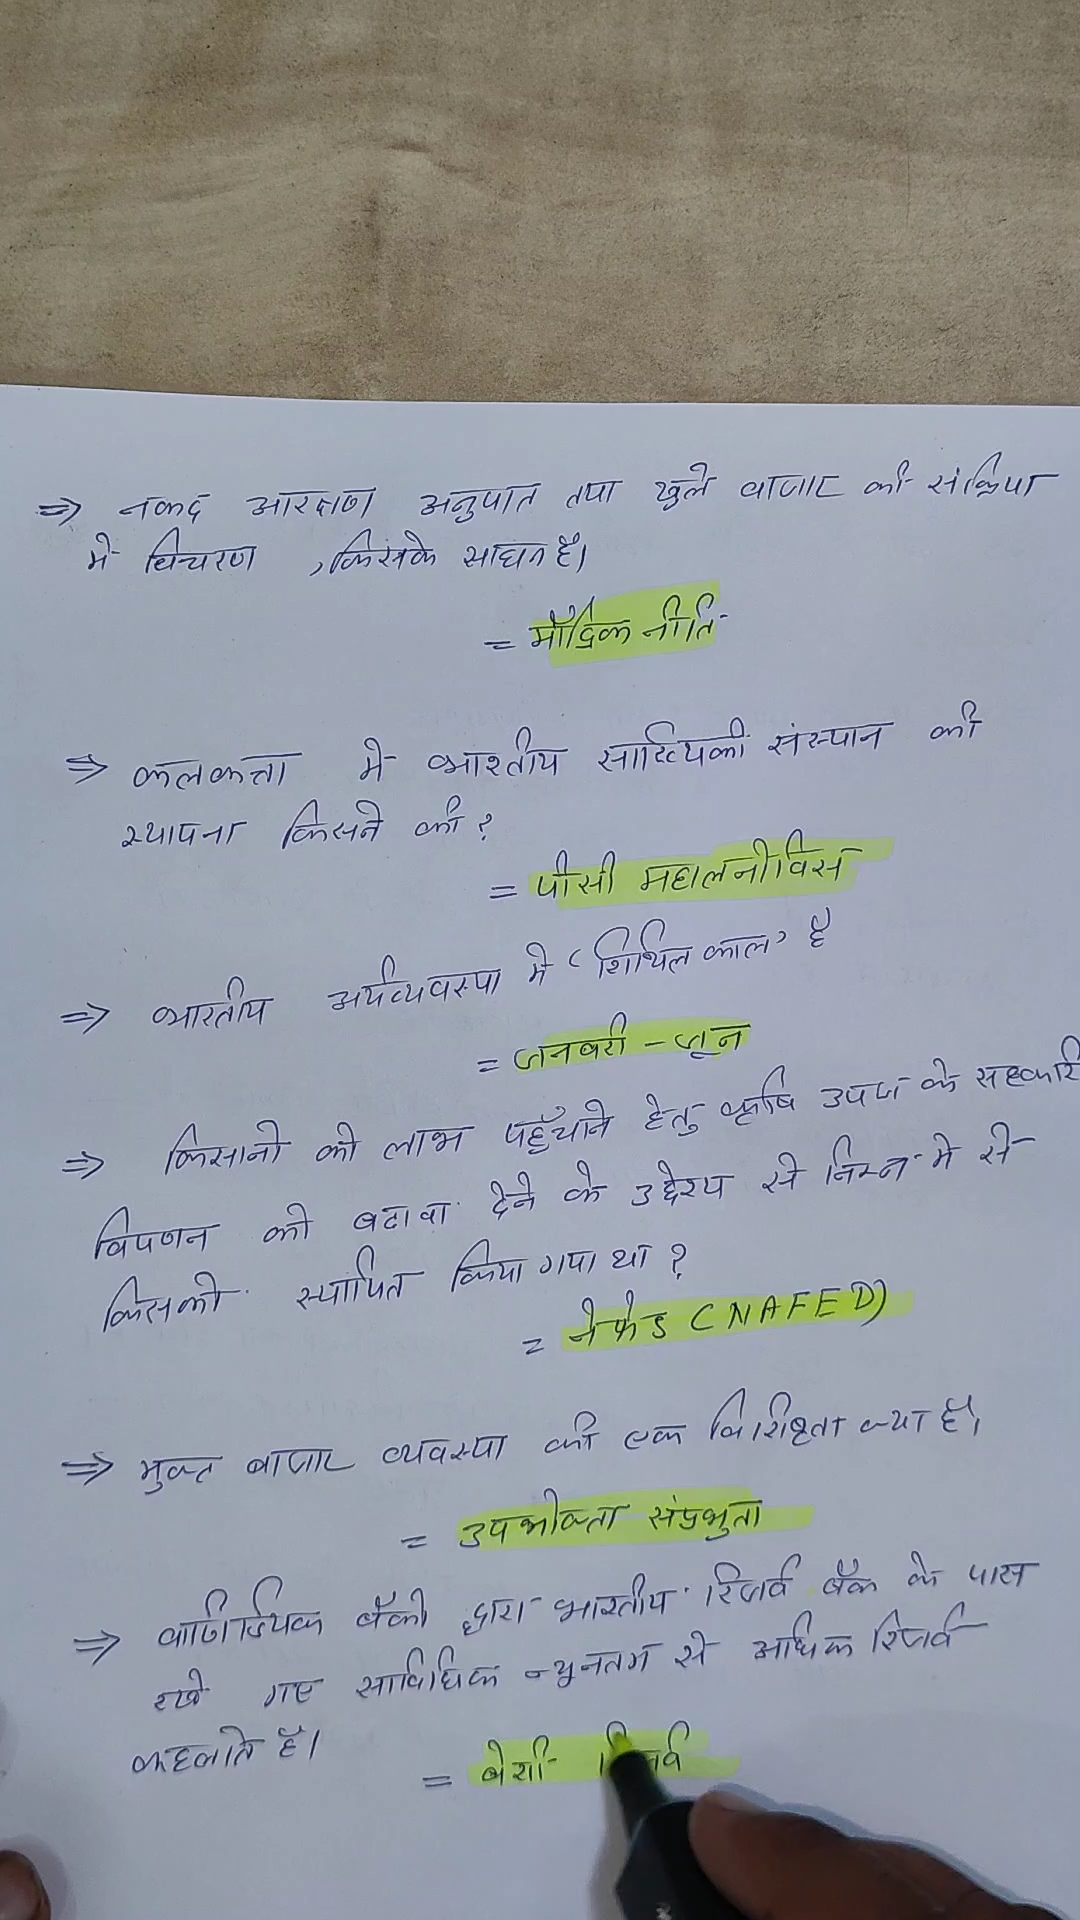 ⇒ नकद आरक्षण अनुपात तथा खुले बाजार की संक्रिया
में विचरण , किसके साधन है।
= मौद्रिक नीति
⇒ कलकत्ता में भारतीय सांख्यिकी संस्थान की
स्थापना किसने की ?
= पीसी महालनोविस
⇒ भारतीय अर्थव्यवस्था में 'शिथिल काल' है
= जनवरी - जून
⇒ किसानो को लाभ पहुँचाने हेतु कृषि उपज के सहकारी
विपणन को बढावा देने के उद्देश्य से निम्न में से
किसको स्थापित किया गया था ?
= नेफेड (NAFED)
⇒ मुक्त बाजार व्यवस्था की एक विशिष्टता क्या है।
= उपभोक्ता संप्रभुता
⇒ वाणिज्यिक बैंको द्वारा भारतीय रिजर्व बैंक के पास
रखे गए सांविधिक न्यूनतम से अधिक रिजर्व
कहलाते है।
= बेशी